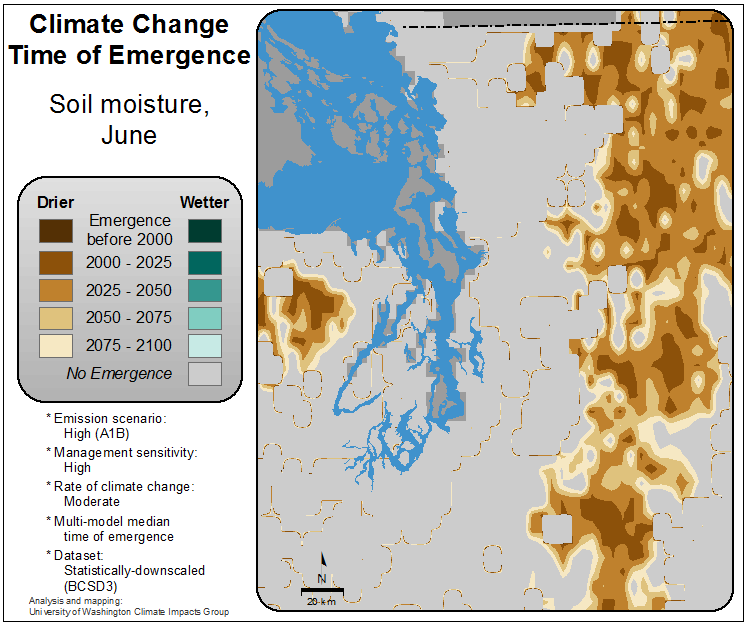 Climate Change
Time of Emergence
Soil moisture,
June
Drier
Wetter
Emergence
before 2000
2000 - 2025
2025 - 2050
2050 - 2075
2075 - 2100
No Emergence
* Emission scenario:
High (A1B)
* Management sensitivity:
High
* Rate of climate change:
Moderate
* Multi-model median
time of emergence
* Dataset:
Statistically-downscaled
(BCSD3)
Analysis and mapping:
University of Washington Climate Impacts Group
N
20 km